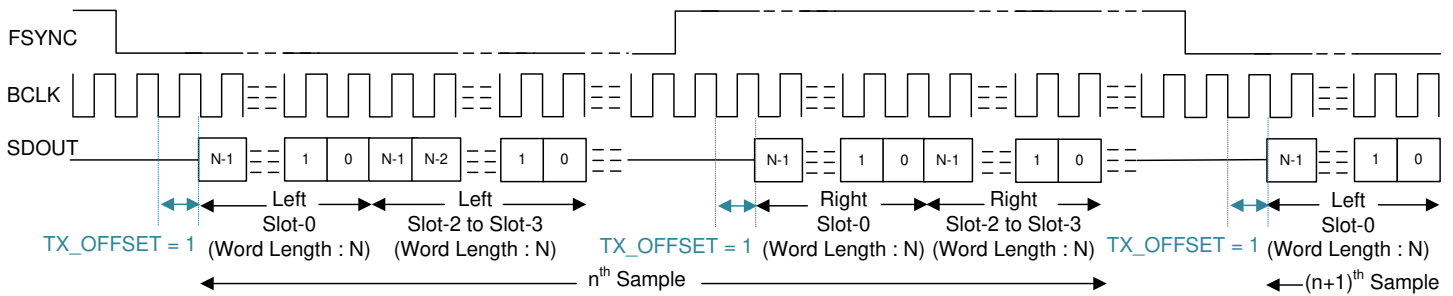 FSYNC
BCLK
SDOUT
N-1 1 0 N-1 N-2 1 0 N-1 1 0 N-1 1 0 N-1 1 0
Left
Slot-0
(Word Length : N)
Left
Slot-2 to Slot-3
(Word Length : N)
Right
Slot-0
(Word Length : N)
Right
Slot-2 to Slot-3
(Word Length : N)
Left
Slot-0
(Word Length : N)
TX_OFFSET = 1
TX_OFFSET = 1
TX_OFFSET = 1
nth Sample
(n+1)th Sample